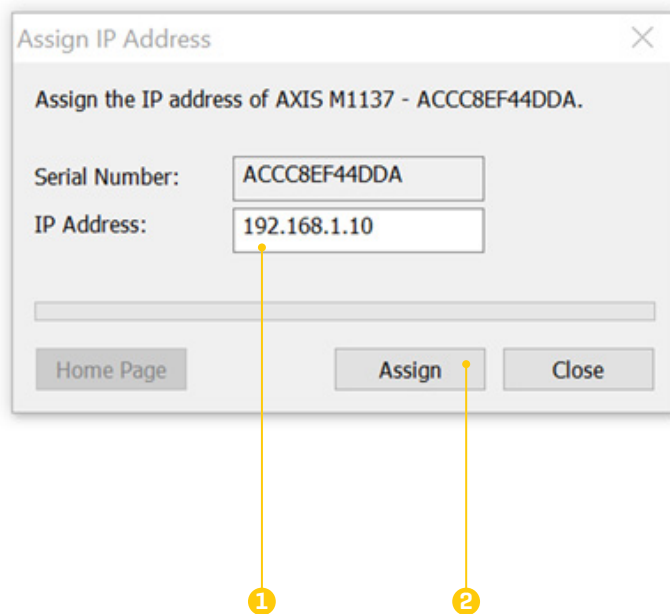 Assign IP Address
Assign the IP address of AXIS M1137 - ACCC8EF44DDA.
Serial Number: ACCC8EF44DDA
IP Address: 192.168.1.10
Home Page Assign Close
1 2